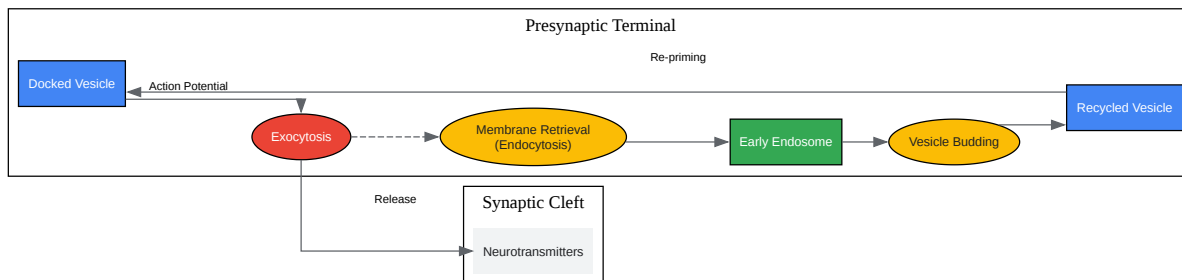 Presynaptic Terminal
Re-priming
Docked Vesicle
Action Potential
Recycled Vesicle
Exocytosis
Membrane Retrieval
(Endocytosis)
Early Endosome
Vesicle Budding
Release
Synaptic Cleft
Neurotransmitters